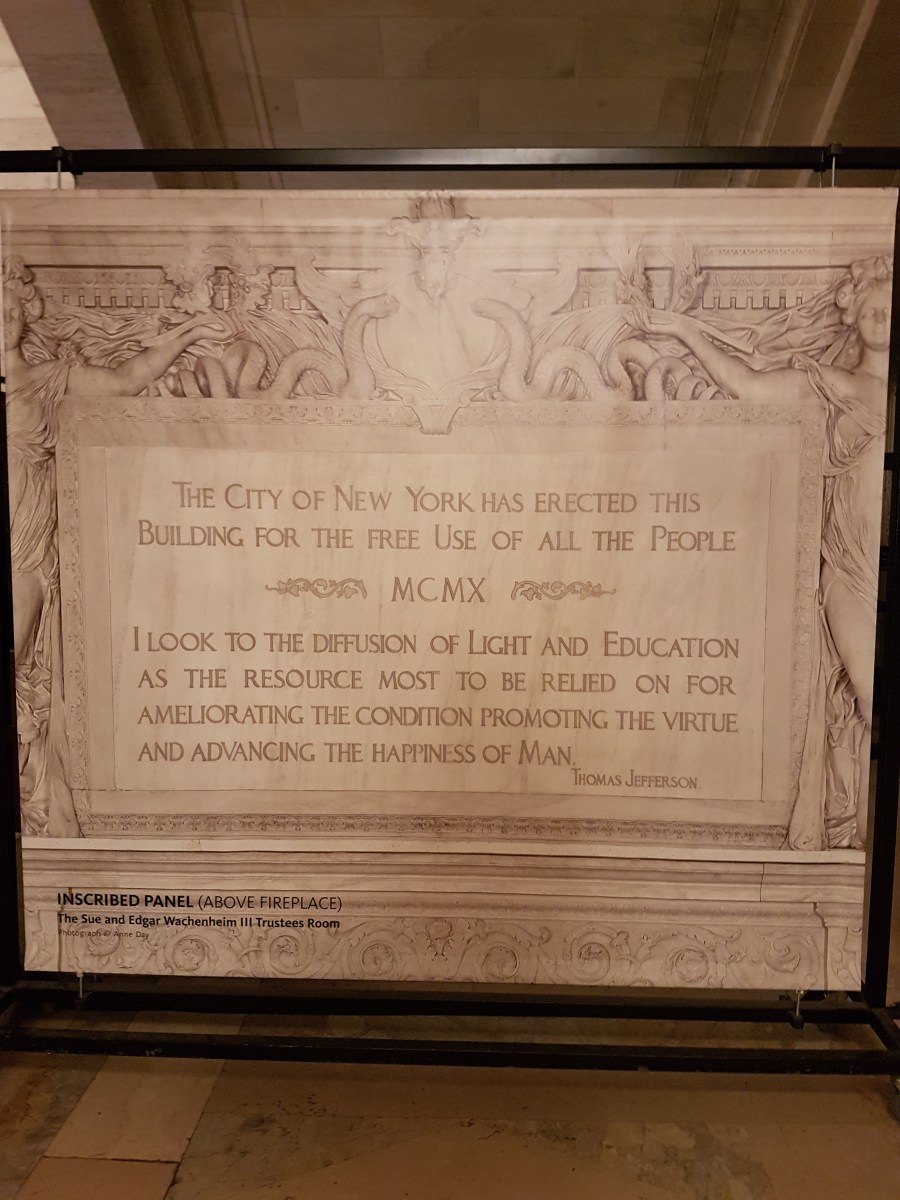 The City of New York has erected this
Building for the free Use of all the People
MCMX
I look to the diffusion of Light and Education
as the resource most to be relied on for
ameliorating the condition promoting the virtue
and advancing the happiness of Man.
Thomas Jefferson.
INSCRIBED PANEL (ABOVE FIREPLACE)
The Sue and Edgar Wachenheim III Trustees Room
Photograph © Anne Day